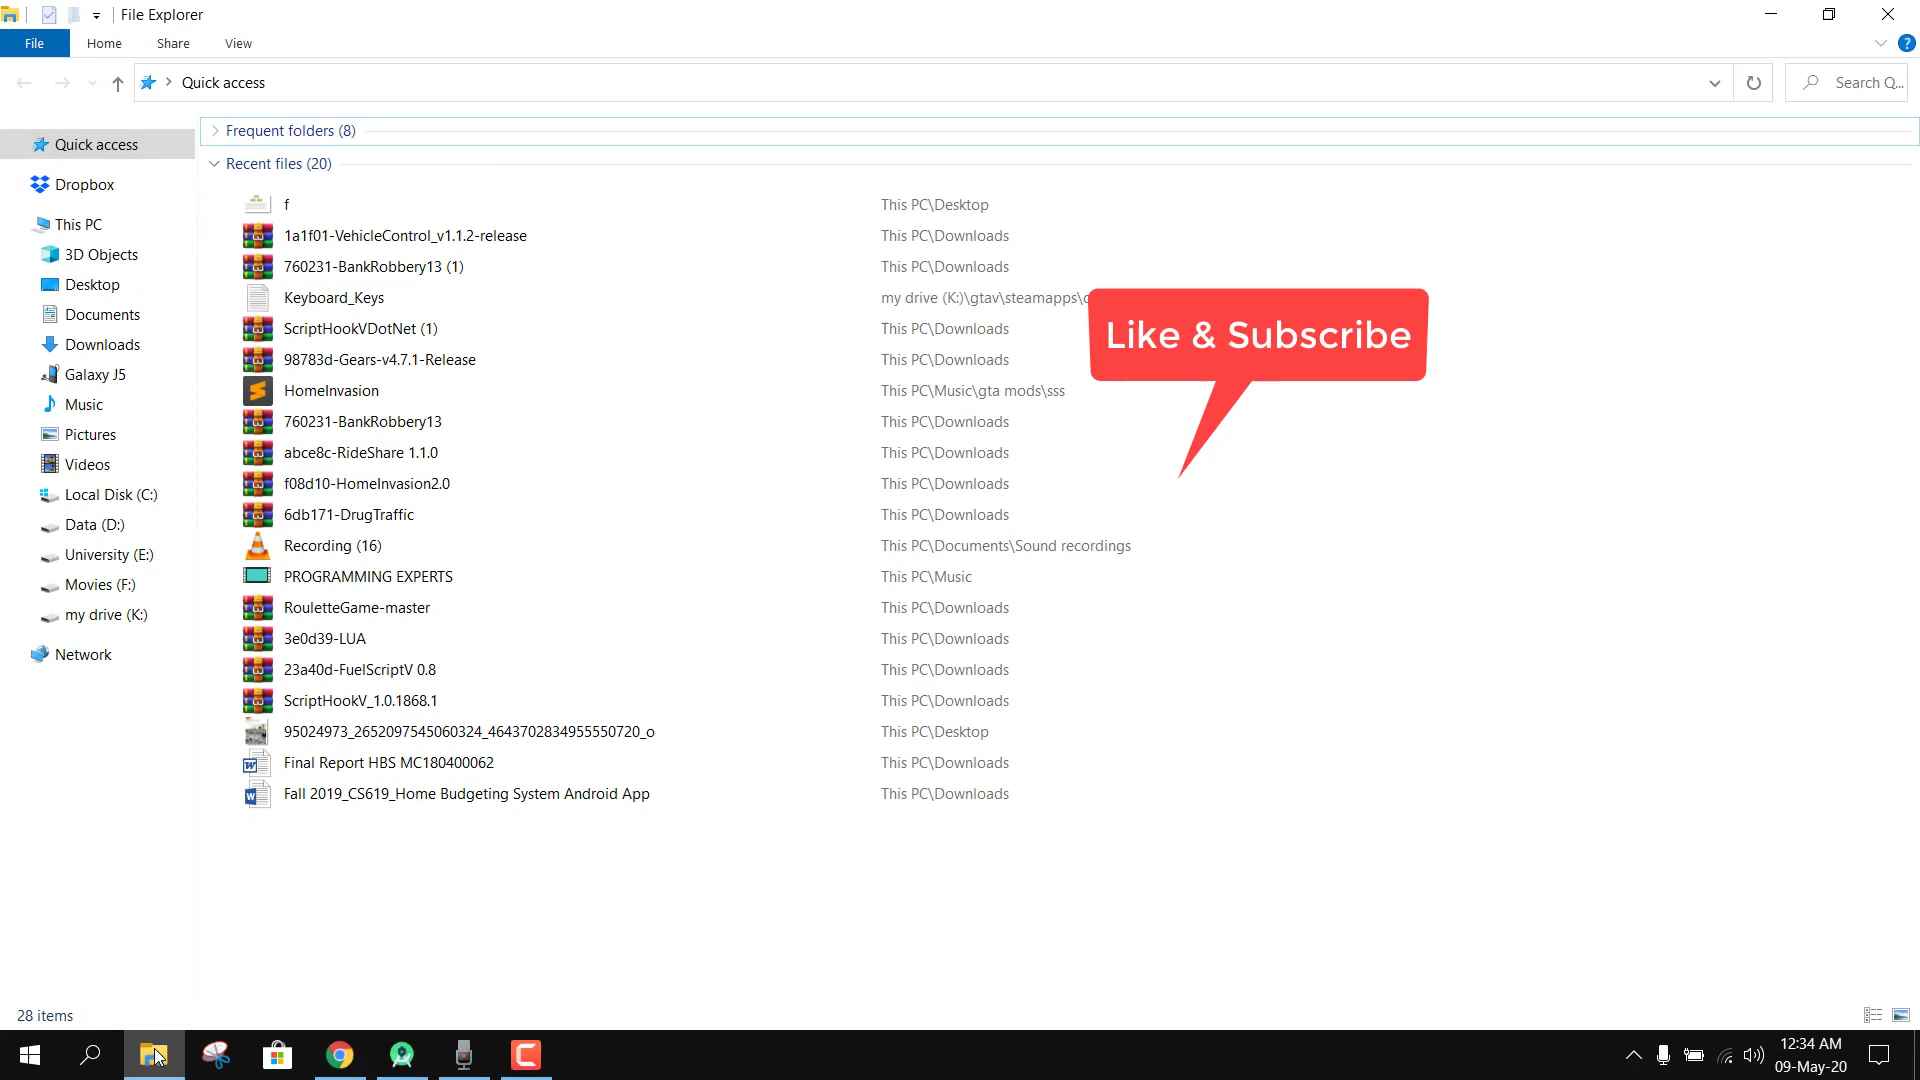 File Explorer
File Home Share View
Quick access
Search Q...
Quick access
Dropbox
This PC
3D Objects
Desktop
Documents
Downloads
Galaxy J5
Music
Pictures
Videos
Local Disk (C:)
Data (D:)
University (E:)
Movies (F:)
my drive (K:)
Network
Frequent folders (8)
Recent files (20)
f This PC\Desktop
1a1f01-VehicleControl_v1.1.2-release This PC\Downloads
760231-BankRobbery13 (1) This PC\Downloads
Keyboard_Keys my drive (K:)\gtav\steamapps\
ScriptHookVDotNet (1) This PC\Downloads
98783d-Gears-v4.7.1-Release This PC\Downloads
HomeInvasion This PC\Music\gta mods\sss
760231-BankRobbery13 This PC\Downloads
abce8c-RideShare 1.1.0 This PC\Downloads
f08d10-HomeInvasion2.0 This PC\Downloads
6db171-DrugTraffic This PC\Downloads
Recording (16) This PC\Documents\Sound recordings
PROGRAMMING EXPERTS This PC\Music
RouletteGame-master This PC\Downloads
3e0d39-LUA This PC\Downloads
23a40d-FuelScriptV 0.8 This PC\Downloads
ScriptHookV_1.0.1868.1 This PC\Downloads
95024973_2652097545060324_4643702834955550720_o This PC\Desktop
Final Report HBS MC180400062 This PC\Downloads
Fall 2019_CS619_Home Budgeting System Android App This PC\Downloads
Like & Subscribe
28 items
12:34 AM
09-May-20